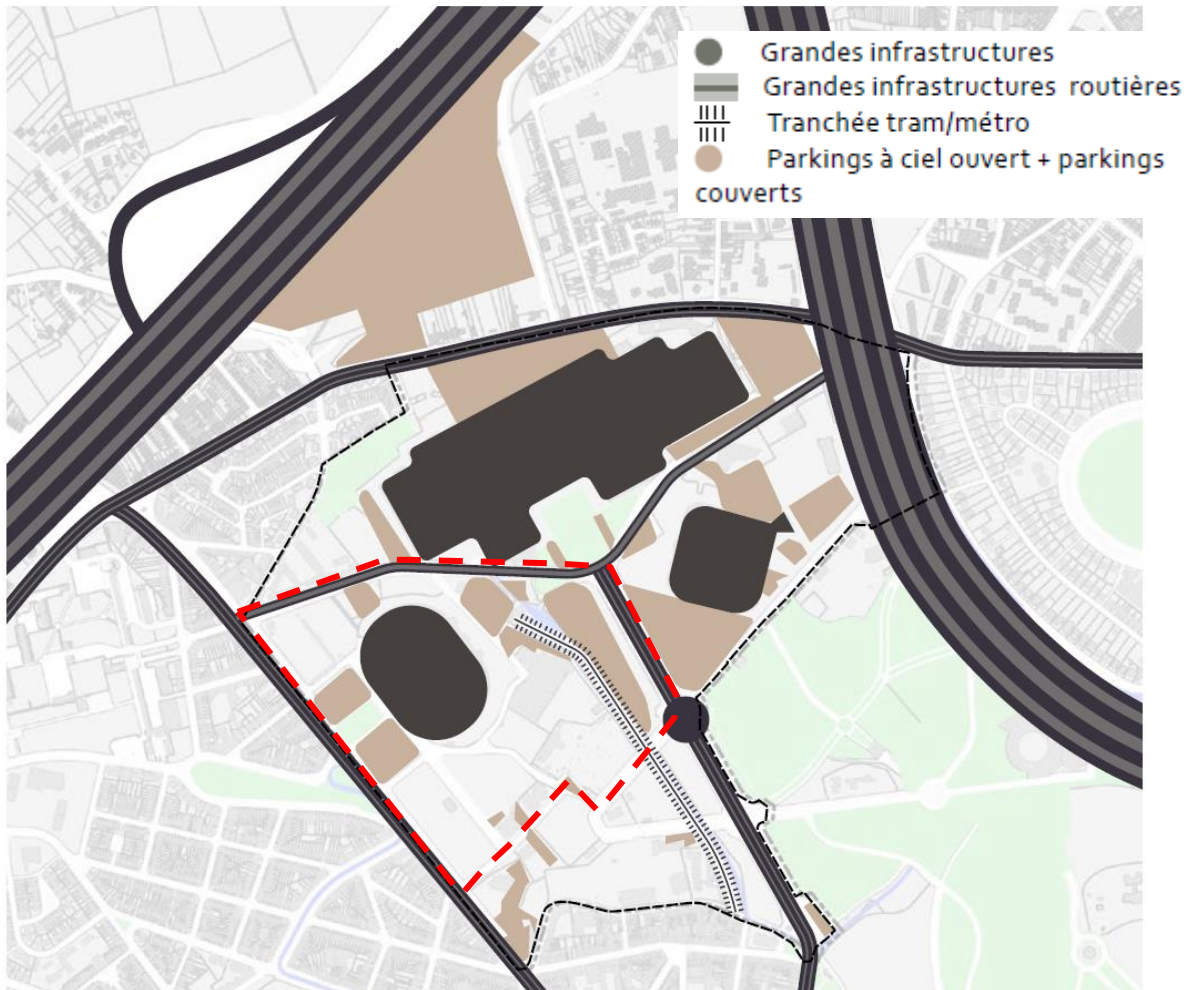 Grandes infrastructures
Grandes infrastructures routières
Tranchée tram/métro
Parkings à ciel ouvert + parkings
couverts